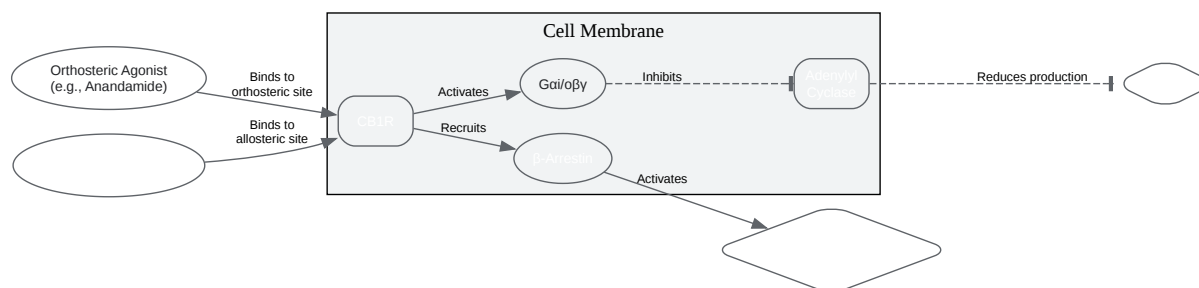 Cell Membrane
Orthosteric Agonist
(e.g., Anandamide)
Binds to
orthosteric site
Binds to
allosteric site
CB1R
Activates
Recruits
Gαi/oβγ
β-Arrestin
Inhibits
Activates
Adenylyl
Cyclase
Reduces production